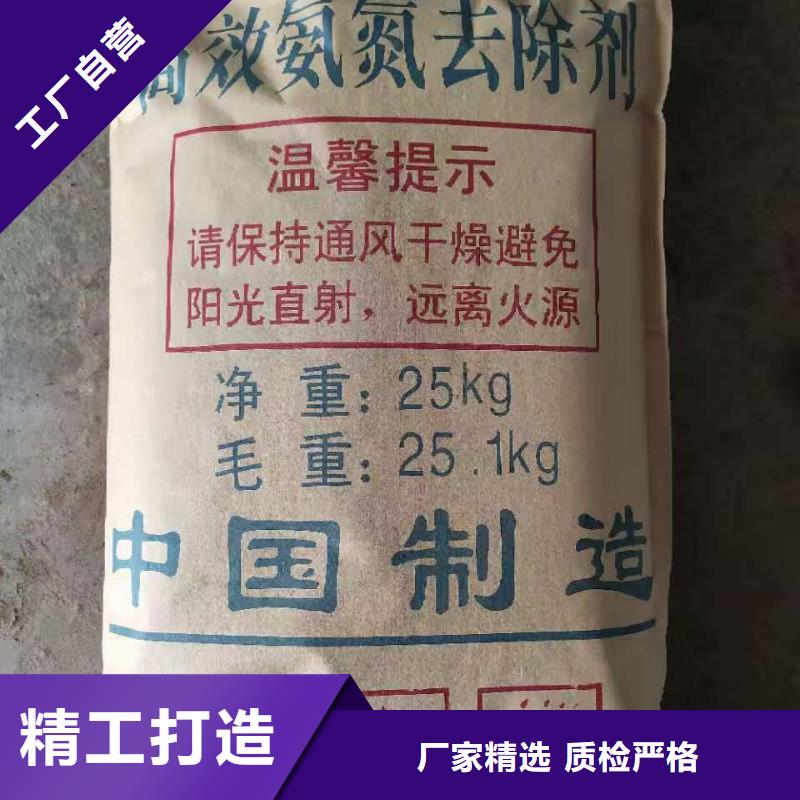 工厂自营
高效氨氮去除剂
温馨提示
请保持通风干燥避免
阳光直射，远离火源
净 重：25kg
毛 重：25.1kg
中国制造
精工打造
厂家精选 质检严格